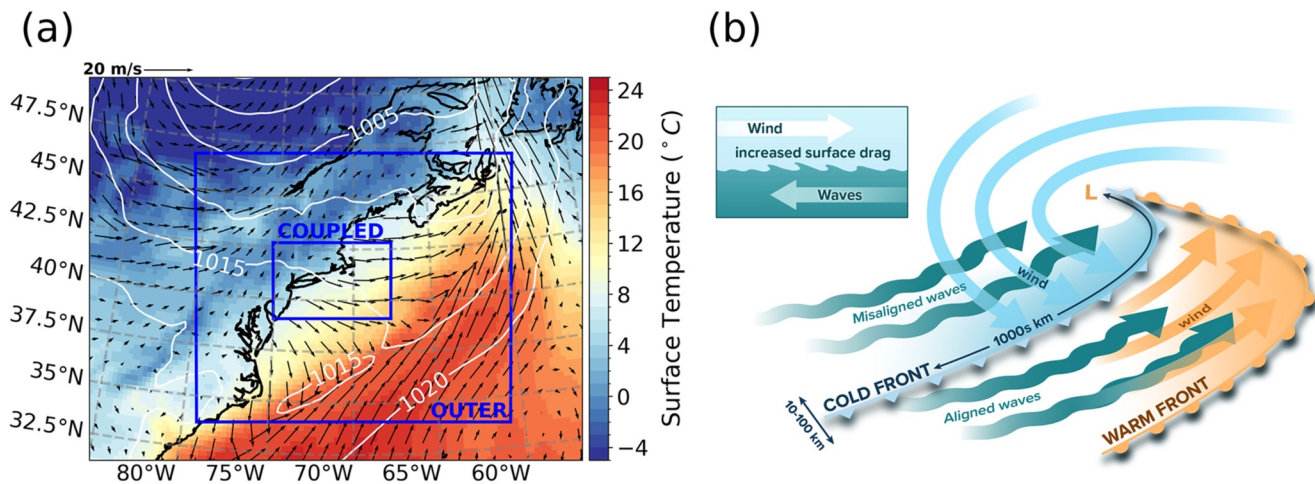 (a)
20 m/s
47.5°N
45°N
42.5°N
40°N
37.5°N
35°N
32.5°N
80°W
75°W
70°W
65°W
60°W
1005
1015
1015
1020
COUPLED
OUTER
24
20
16
12
8
4
0
−4
Surface Temperature (°C)
(b)
Wind
increased surface drag
Waves
L
wind
Misaligned waves
1000s km
wind
COLD FRONT
10-100 km
Aligned waves
WARM FRONT